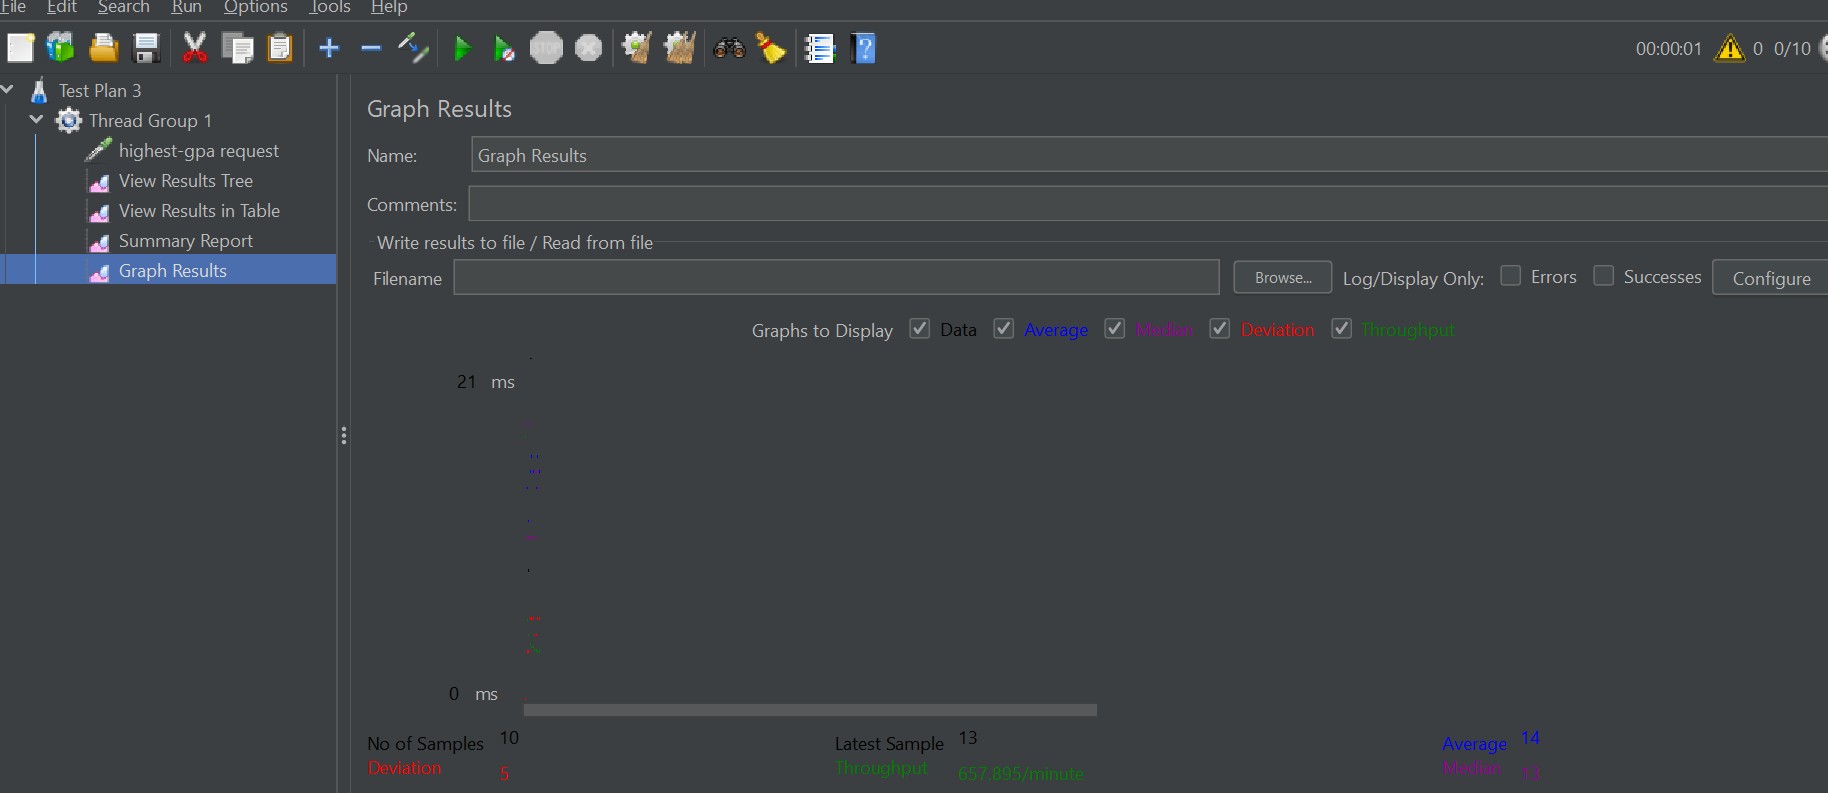 File Edit Search Run Options Tools Help
STOP
00:00:01 0 0/10
Test Plan 3
Thread Group 1
highest-gpa request
View Results Tree
View Results in Table
Summary Report
Graph Results
Graph Results
Name: Graph Results
Comments:
Write results to file / Read from file
Filename Browse... Log/Display Only: Errors Successes Configure
Graphs to Display Data Average Median Deviation Throughput
21 ms
0 ms
No of Samples 10 Latest Sample 13 Average 14
Deviation 5 Throughput 657.895/minute Median 13